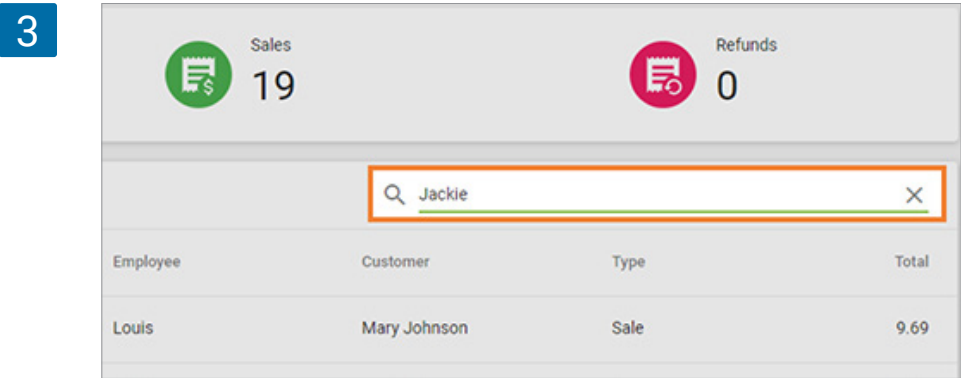 3
Sales
19
Refunds
0
Jackie
Employee Customer Type Total
Louis Mary Johnson Sale 9.69